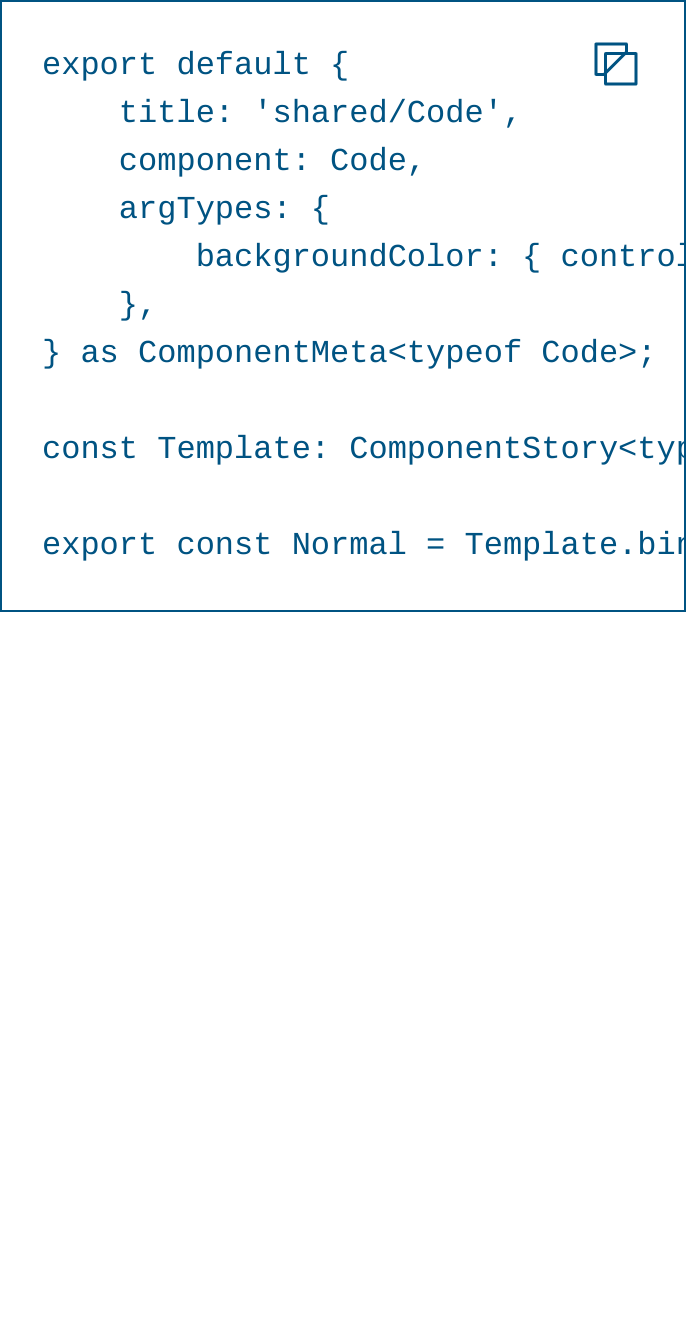 export default {
    title: 'shared/Code',
    component: Code,
    argTypes: {
        backgroundColor: { control
    },
} as ComponentMeta<typeof Code>;

const Template: ComponentStory<typ

export const Normal = Template.bin